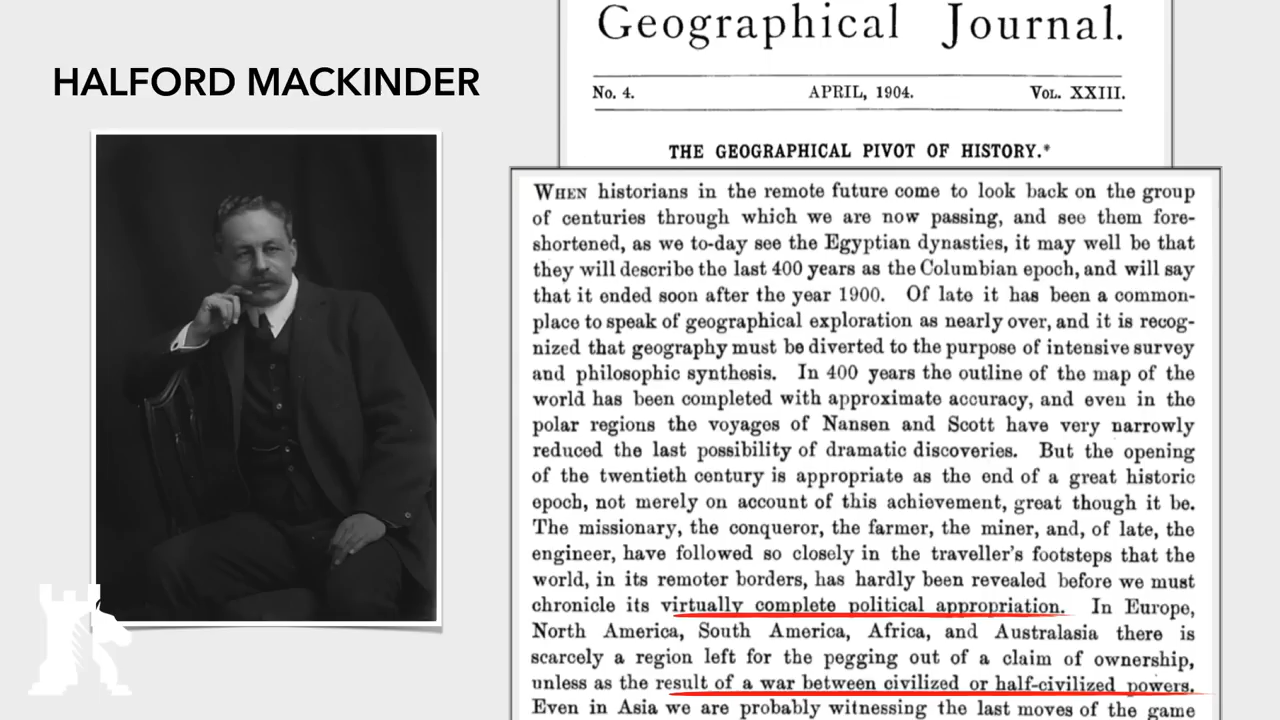 HALFORD MACKINDER
Geographical Journal.
No. 4. APRIL, 1904. VOL. XXIII.
THE GEOGRAPHICAL PIVOT OF HISTORY.*
WHEN historians in the remote future come to look back on the group
of centuries through which we are now passing, and see them fore-
shortened, as we to-day see the Egyptian dynasties, it may well be that
they will describe the last 400 years as the Columbian epoch, and will say
that it ended soon after the year 1900. Of late it has been a common-
place to speak of geographical exploration as nearly over, and it is recog-
nized that geography must be diverted to the purpose of intensive survey
and philosophic synthesis. In 400 years the outline of the map of the
world has been completed with approximate accuracy, and even in the
polar regions the voyages of Nansen and Scott have very narrowly
reduced the last possibility of dramatic discoveries. But the opening
of the twentieth century is appropriate as the end of a great historic
epoch, not merely on account of this achievement, great though it be.
The missionary, the conqueror, the farmer, the miner, and, of late, the
engineer, have followed so closely in the traveller's footsteps that the
world, in its remoter borders, has hardly been revealed before we must
chronicle its virtually complete political appropriation. In Europe,
North America, South America, Africa, and Australasia there is
scarcely a region left for the pegging out of a claim of ownership,
unless as the result of a war between civilized or half-civilized powers.
Even in Asia we are probably witnessing the last moves of the game